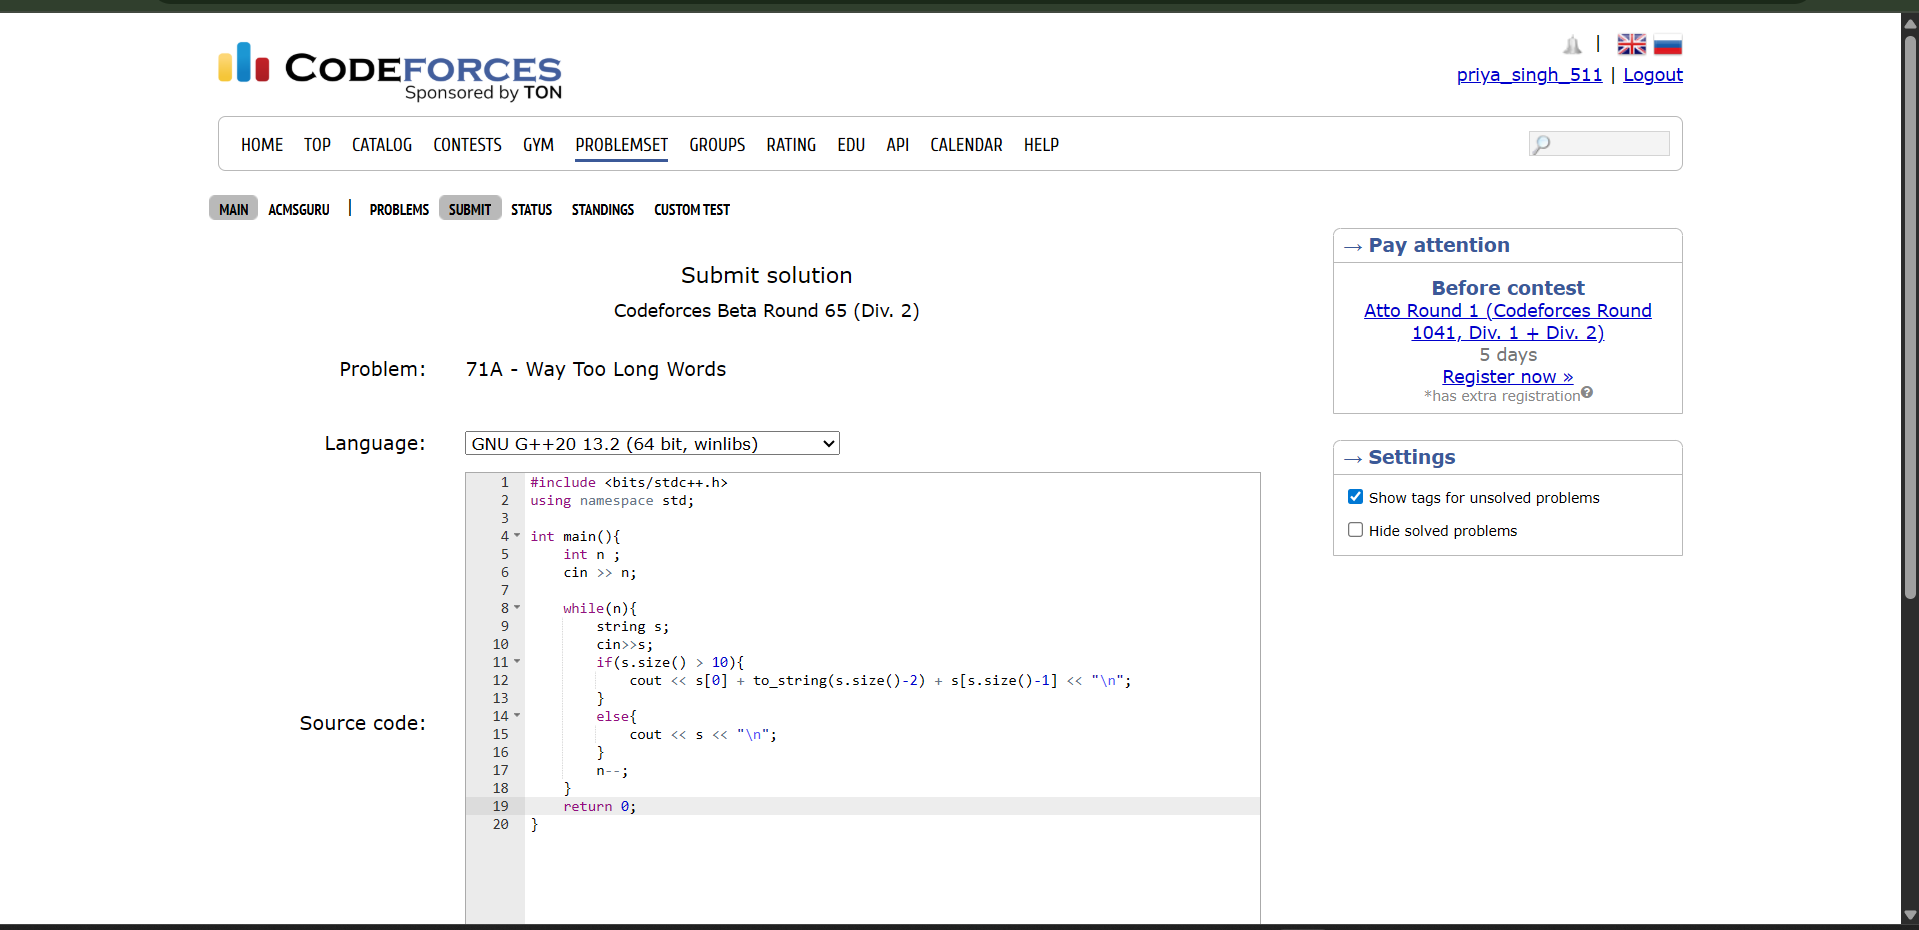 CODEFORCES
Sponsored by TON
priya_singh_511 | Logout
HOME TOP CATALOG CONTESTS GYM PROBLEMSET GROUPS RATING EDU API CALENDAR HELP
MAIN ACMSGURU | PROBLEMS SUBMIT STATUS STANDINGS CUSTOM TEST
Submit solution
Codeforces Beta Round 65 (Div. 2)
Problem: 71A - Way Too Long Words
Language: GNU G++20 13.2 (64 bit, winlibs)
Source code:
1 #include <bits/stdc++.h>
2 using namespace std;
3
4 int main(){
5     int n ;
6     cin >> n;
7
8     while(n){
9         string s;
10         cin>>s;
11         if(s.size() > 10){
12             cout << s[0] + to_string(s.size()-2) + s[s.size()-1] << "\n";
13         }
14         else{
15             cout << s << "\n";
16         }
17         n--;
18     }
19     return 0;
20 }
→ Pay attention
Before contest
Atto Round 1 (Codeforces Round
1041, Div. 1 + Div. 2)
5 days
Register now »
*has extra registration?
→ Settings
Show tags for unsolved problems
Hide solved problems